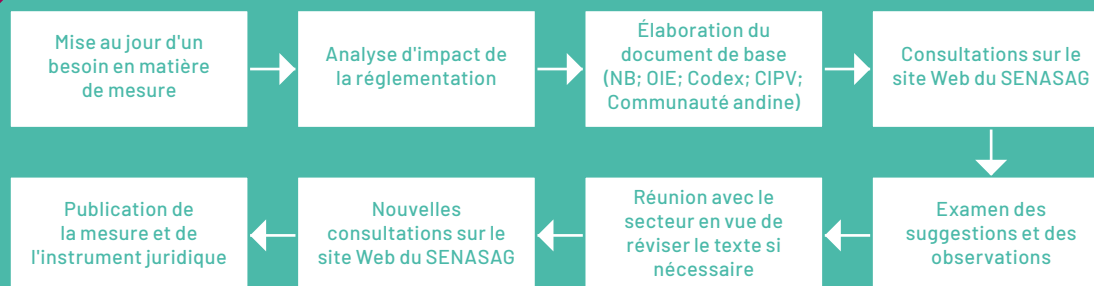 Mise au jour d'un
besoin en matière
de mesure
Analyse d'impact de
la réglementation
Élaboration du
document de base
(NB; OIE; Codex; CIPV;
Communauté andine)
Consultations sur le
site Web du SENASAG
Examen des
suggestions et des
observations
Réunion avec le
secteur en vue de
réviser le texte si
nécessaire
Nouvelles
consultations sur le
site Web du SENASAG
Publication de
la mesure et de
l'instrument juridique